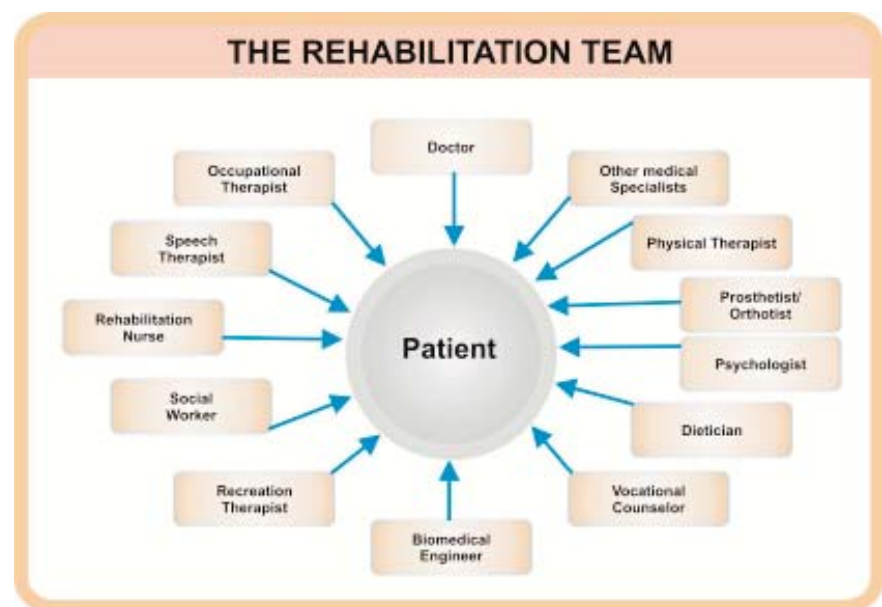 THE REHABILITATION TEAM
Doctor
Occupational
Therapist
Other medical
Specialists
Speech
Therapist
Physical Therapist
Rehabilitation
Nurse
Prosthetist/
Orthotist
Patient
Psychologist
Social
Worker
Dietician
Recreation
Therapist
Vocational
Counselor
Biomedical
Engineer